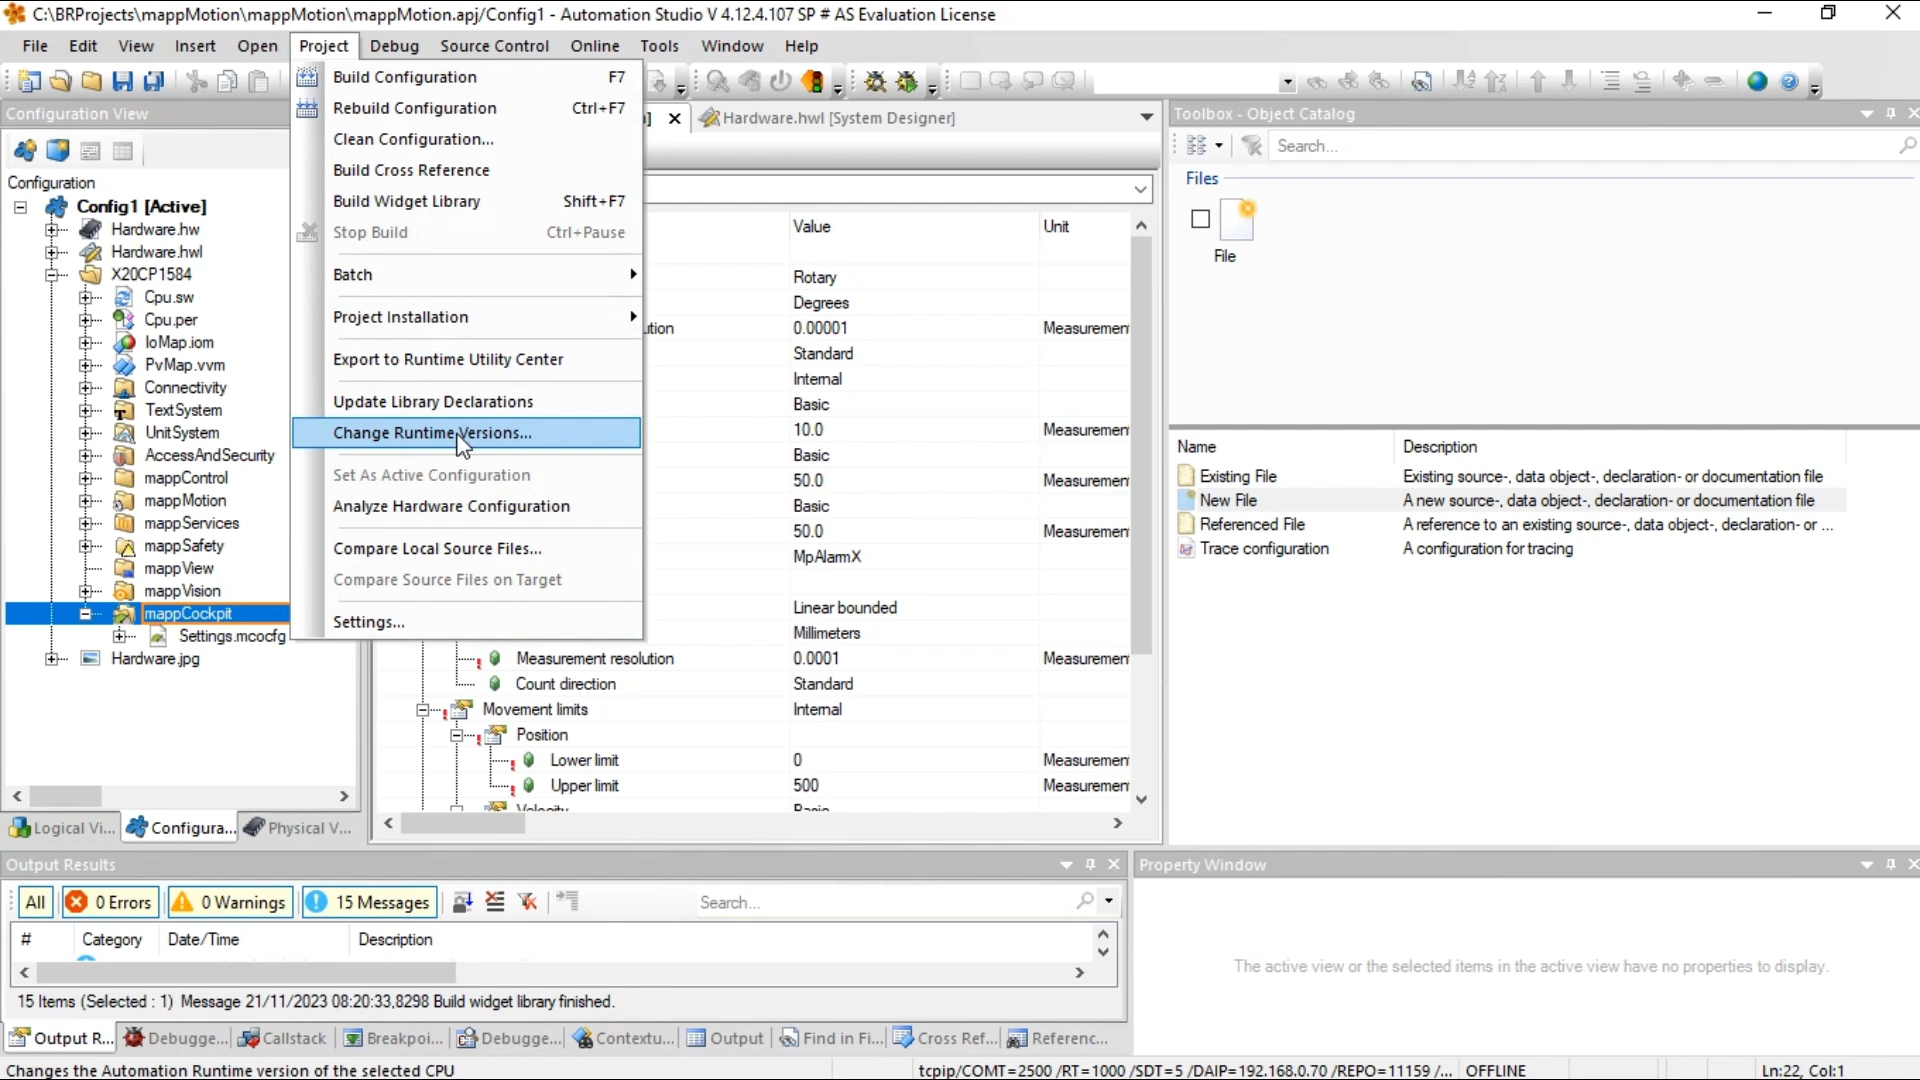 C:\BRProjects\mappMotion\mappMotion\mappMotion.apj/Config1 - Automation Studio V 4.12.4.107 SP # AS Evaluation License
File Edit View Insert Open Project Debug Source Control Online Tools Window Help
Configuration View
Configuration
Config1 [Active]
Hardware.hw
Hardware.hwl
X20CP1584
Cpu.sw
Cpu.per
IoMap.iom
PvMap.vvm
Connectivity
TextSystem
UnitSystem
AccessAndSecurity
mappControl
mappMotion
mappServices
mappSafety
mappView
mappVision
mappCockpit
Settings.mcocfg
Hardware.jpg
Logical Vi... Configura... Physical V...
Build Configuration F7
Rebuild Configuration Ctrl+F7
Clean Configuration...
Build Cross Reference
Build Widget Library Shift+F7
Stop Build Ctrl+Pause
Batch
Project Installation
Export to Runtime Utility Center
Update Library Declarations
Change Runtime Versions...
Set As Active Configuration
Analyze Hardware Configuration
Compare Local Source Files...
Compare Source Files on Target
Settings...
] Hardware.hwl [System Designer]
Value Unit
Rotary
Degrees
ution 0.00001 Measuremen
Standard
Internal
Basic
10.0 Measuremen
Basic
50.0 Measuremen
Basic
50.0 Measuremen
MpAlarmX
Linear bounded
Millimeters
Measurement resolution 0.0001 Measuremen
Count direction Standard
Movement limits Internal
Position
Lower limit 0 Measuremen
Upper limit 500 Measuremen
Velocity Basic
Toolbox - Object Catalog
Search...
Files
File
Name Description
Existing File Existing source-, data object-, declaration- or documentation file
New File A new source-, data object-, declaration- or documentation file
Referenced File A reference to an existing source-, data object-, declaration- or ...
Trace configuration A configuration for tracing
Output Results
All 0 Errors 0 Warnings 15 Messages Search...
# Category Date/Time Description
15 Items (Selected : 1) Message 21/11/2023 08:20:33,8298 Build widget library finished.
Output R... Debugge... Callstack Breakpoi... Debugge... Contextu... Output Find in Fi... Cross Ref... Referenc...
Property Window
The active view or the selected items in the active view have no properties to display.
Changes the Automation Runtime version of the selected CPU tcpip/COMT=2500 /RT=1000 /SDT=5 /DAIP=192.168.0.70 /REPO=11159 /... OFFLINE Ln:22, Col:1